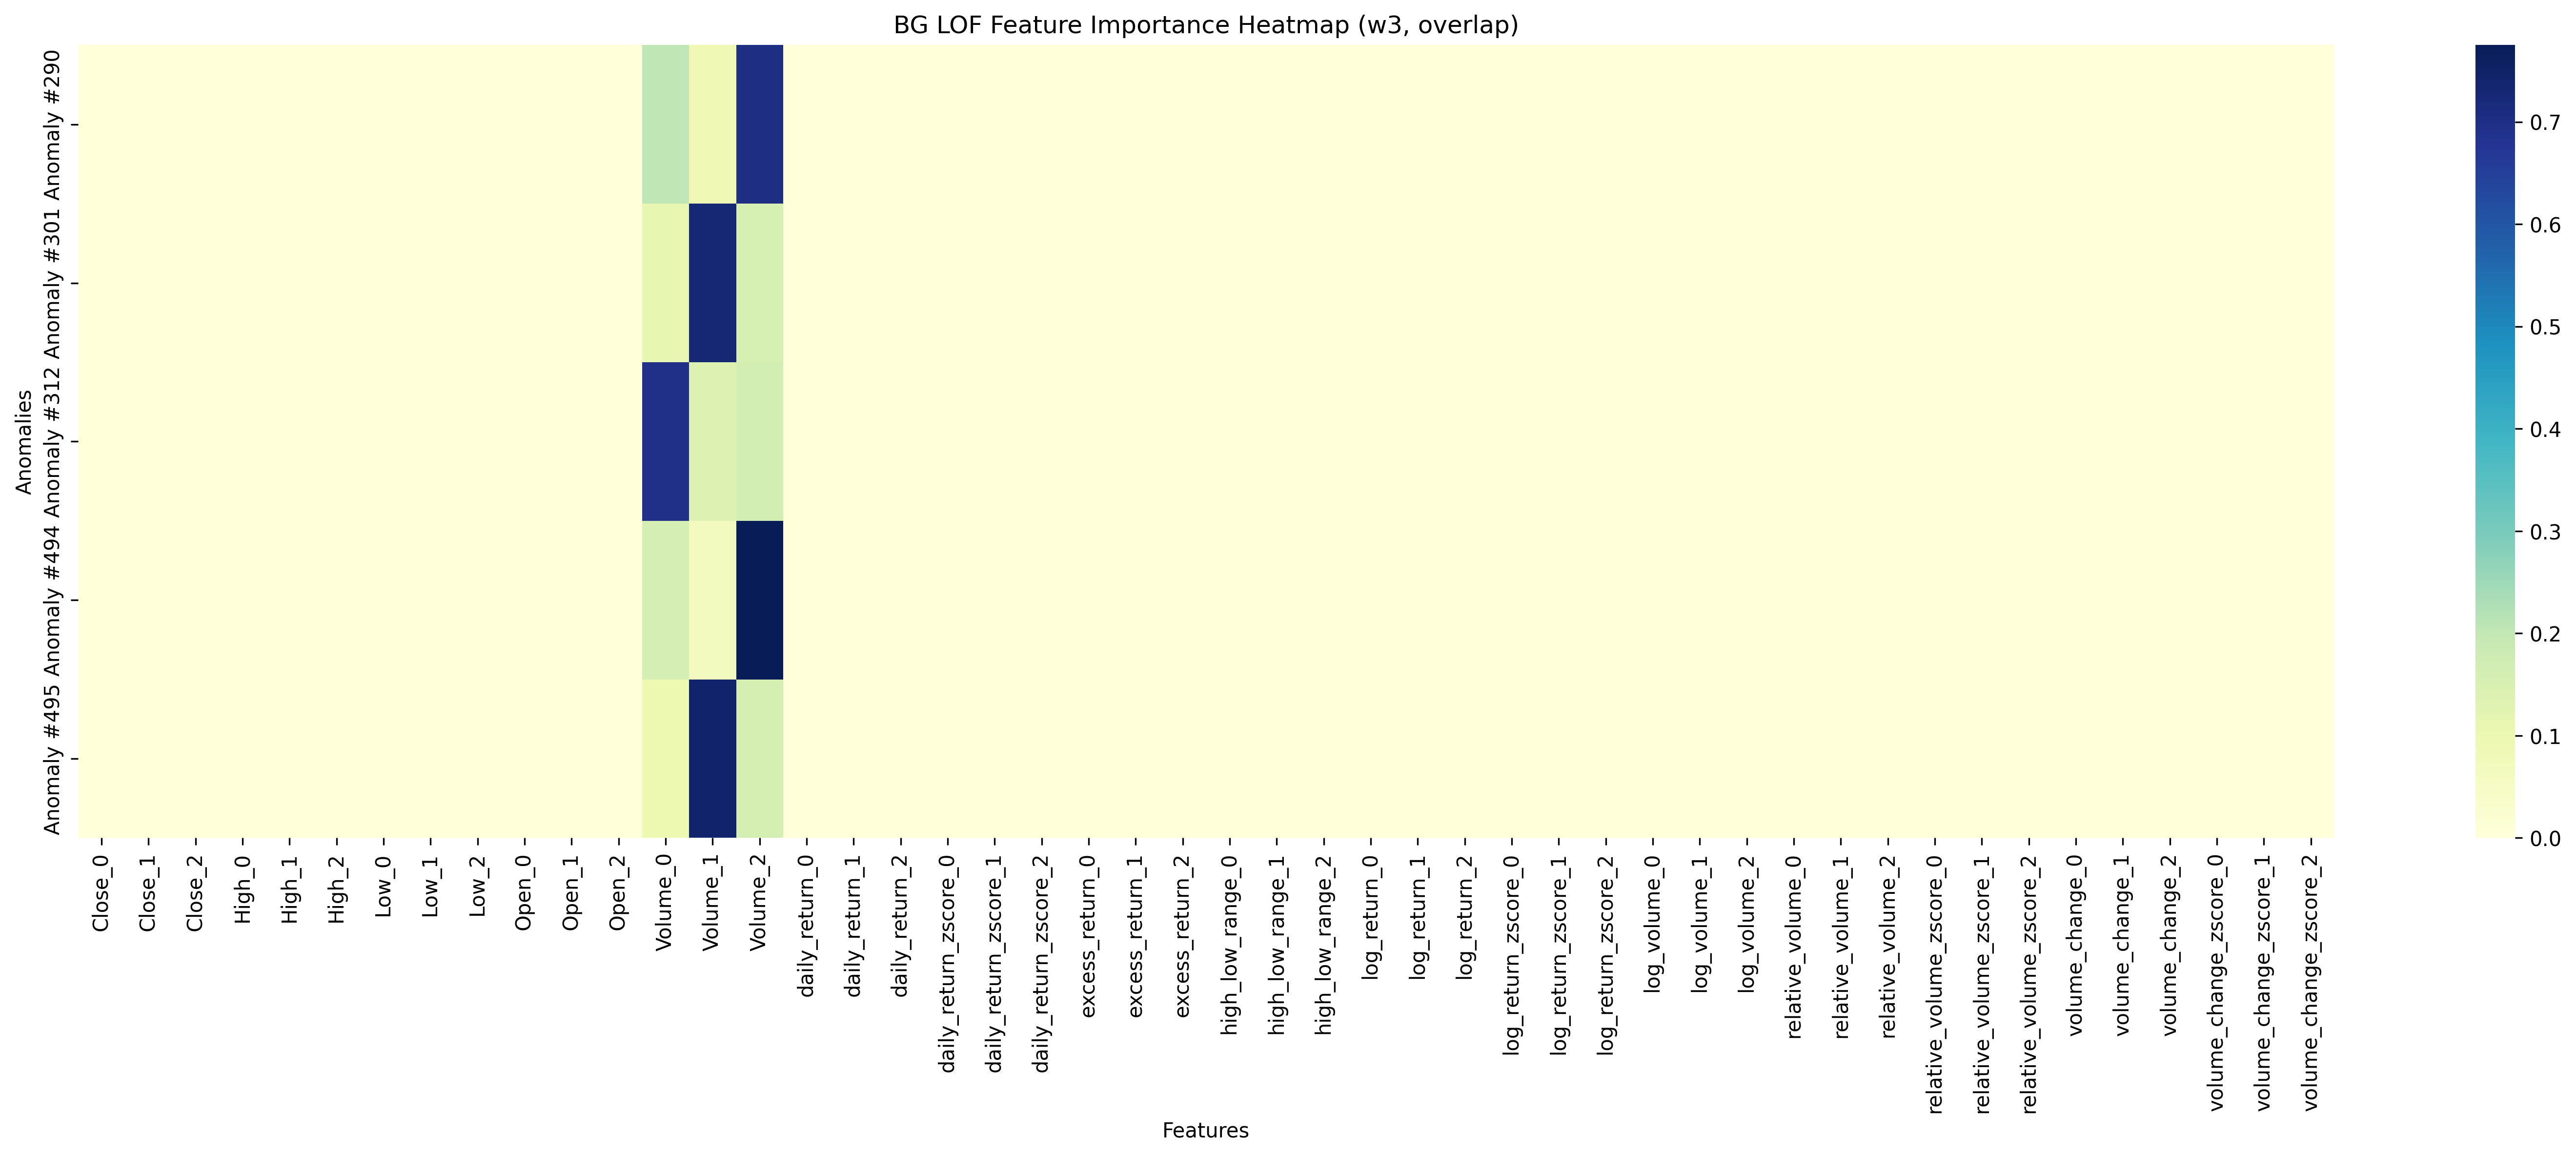 BG LOF Feature Importance Heatmap (w3, overlap)
Anomalies
Anomaly #290
Anomaly #301
Anomaly #312
Anomaly #494
Anomaly #495
0.7
0.6
0.5
0.4
0.3
0.2
0.1
0.0
Close_0
Close_1
Close_2
High_0
High_1
High_2
Low_0
Low_1
Low_2
Open_0
Open_1
Open_2
Volume_0
Volume_1
Volume_2
daily_return_0
daily_return_1
daily_return_2
daily_return_zscore_0
daily_return_zscore_1
daily_return_zscore_2
excess_return_0
excess_return_1
excess_return_2
high_low_range_0
high_low_range_1
high_low_range_2
log_return_0
log_return_1
log_return_2
log_return_zscore_0
log_return_zscore_1
log_return_zscore_2
log_volume_0
log_volume_1
log_volume_2
relative_volume_0
relative_volume_1
relative_volume_2
relative_volume_zscore_0
relative_volume_zscore_1
relative_volume_zscore_2
volume_change_0
volume_change_1
volume_change_2
volume_change_zscore_0
volume_change_zscore_1
volume_change_zscore_2
Features